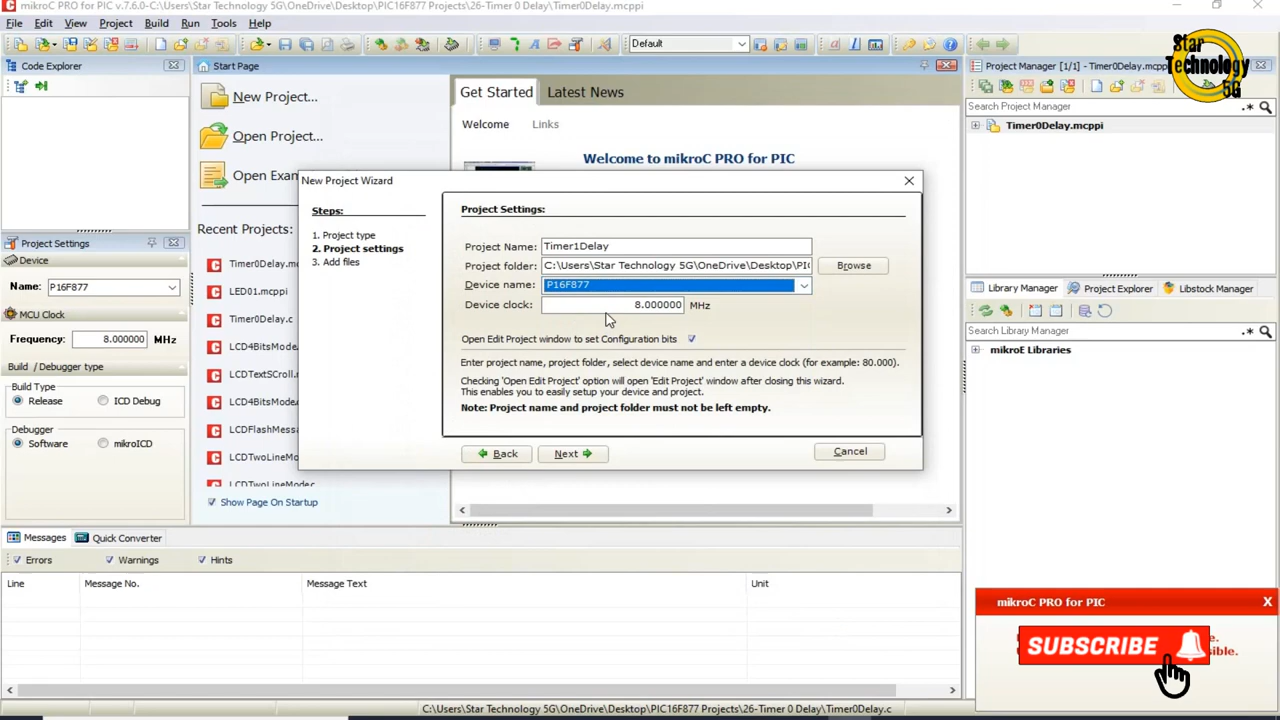 mikroC PRO for PIC v.7.6.0- C:\Users\Star Technology 5G\OneDrive\Desktop\PIC16F877 Projects\26-Timer 0 Delay\Timer0Delay.mcppi
File Edit View Project Build Run Tools Help
Default
Star Technology 5G
Code Explorer
Start Page
Project Manager [1/1] - Timer0Delay.mcpp
New Project...
Open Project...
Open Exan
Recent Projects:
Timer0Delay.m
LED01.mcppi
Timer0Delay.c
LCD4BitsMode.
LCDTextSCroll.m
LCD4BitsMode.
LCDFlashMessa
LCDTwoLineMod
LCDTwoLineMode.c
Show Page On Startup
Get Started
Latest News
Welcome
Links
Welcome to mikroC PRO for PIC
Search Project Manager
Timer0Delay.mcppi
New Project Wizard
Steps:
1. Project type
2. Project settings
3. Add files
Project Settings:
Project Name: Timer1Delay
Project folder: C:\Users\Star Technology 5G\OneDrive\Desktop\PI
Browse
Device name: P16F877
Device clock: 8.000000 MHz
Open Edit Project window to set Configuration bits
Enter project name, project folder, select device name and enter a device clock (for example: 80.000).
Checking 'Open Edit Project' option will open 'Edit Project' window after closing this wizard.
This enables you to easily setup your device and project.
Note: Project name and project folder must not be left empty.
Back
Next
Cancel
Project Settings
Device
Name: P16F877
MCU Clock
Frequency: 8.000000 MHz
Build / Debugger type
Build Type
Release
ICD Debug
Debugger
Software
mikroICD
Library Manager
Project Explorer
Libstock Manager
Search Library Manager
mikroE Libraries
Messages
Quick Converter
Errors
Warnings
Hints
Line
Message No.
Message Text
Unit
mikroC PRO for PIC
X
SUBSCRIBE
C:\Users\Star Technology 5G\OneDrive\Desktop\PIC16F877 Projects\26-Timer 0 Delay\Timer0Delay.c